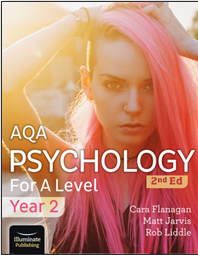 AQA
PSYCHOLOGY
2nd Ed
For A Level
Year 2
Cara Flanagan
Matt Jarvis
Rob Liddle
Illuminate
Publishing